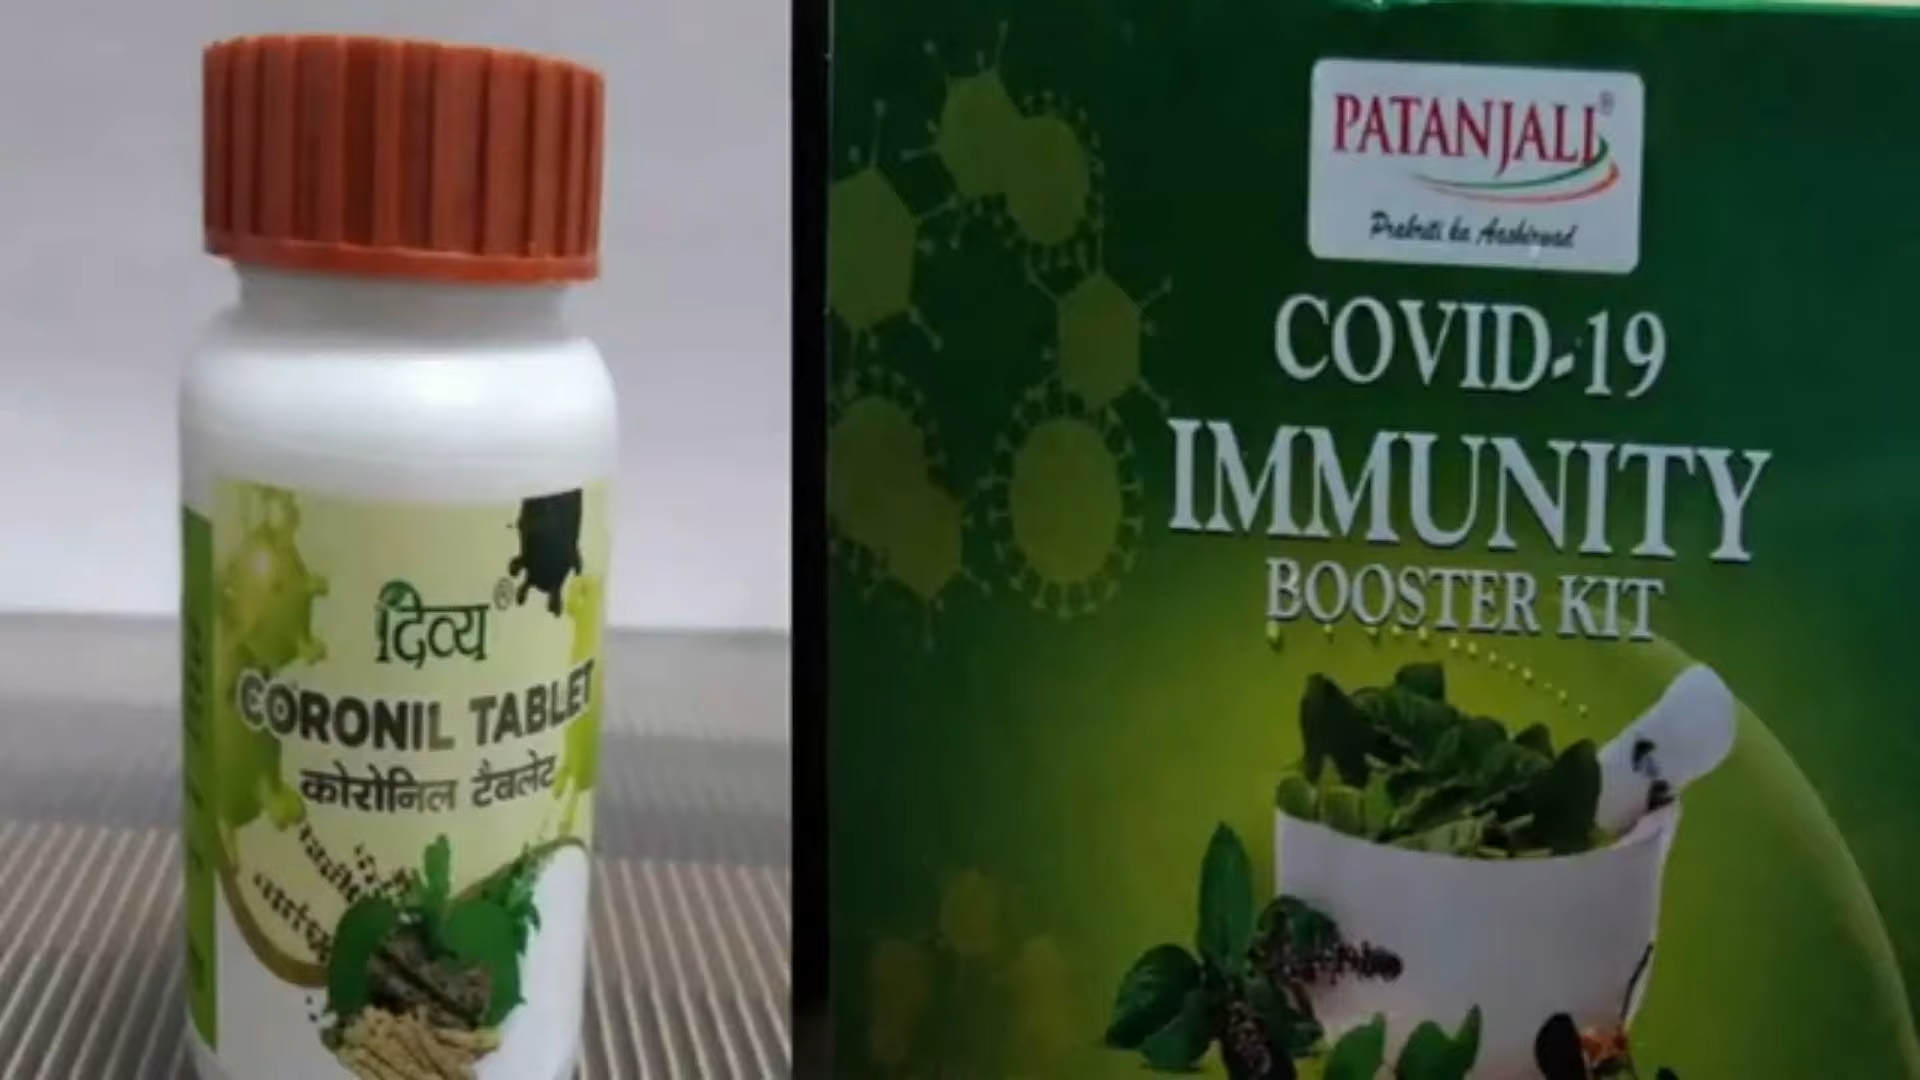 दिव्य®
CORONIL TABLET
कोरोनिल टैबलेट
PATANJALI®
Prakriti ka Aashirwad
COVID-19
IMMUNITY
BOOSTER KIT